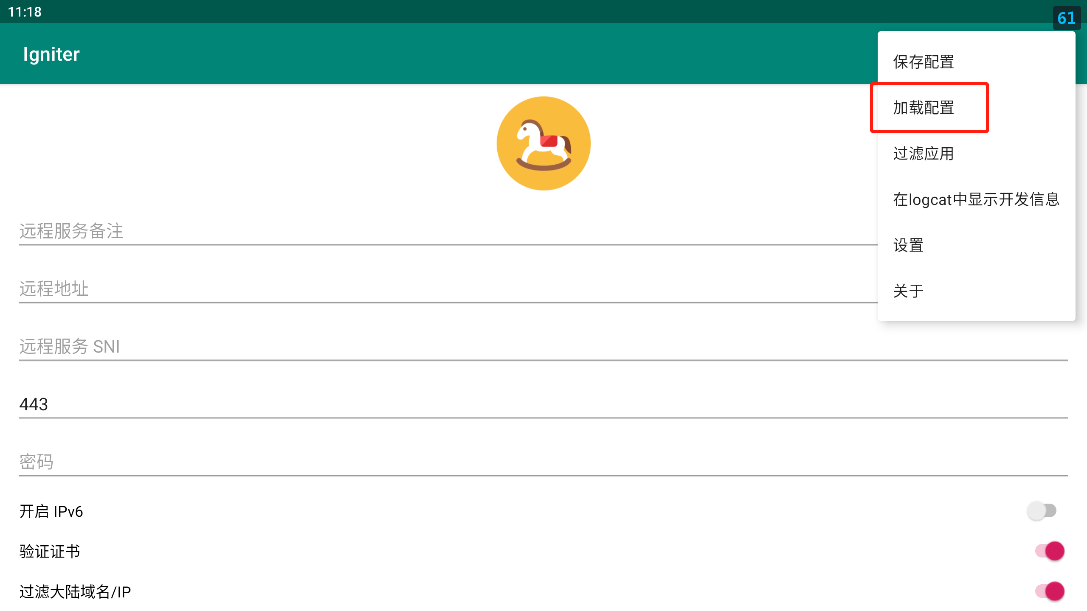 11:18
61
Igniter
保存配置
加载配置
过滤应用
在logcat中显示开发信息
设置
关于
远程服务备注
远程地址
远程服务 SNI
443
密码
开启 IPv6
验证证书
过滤大陆域名/IP